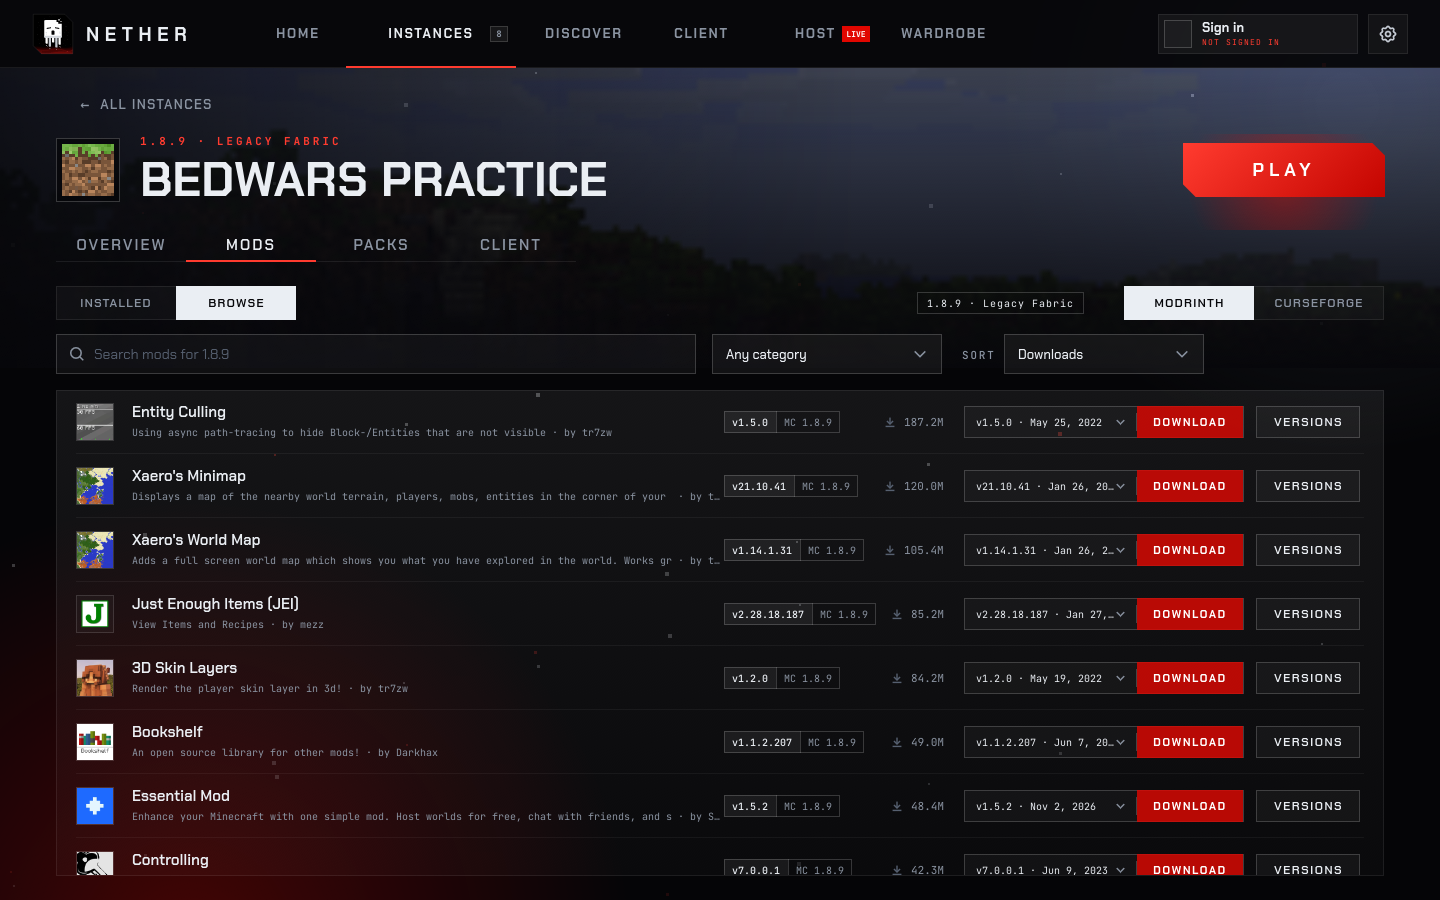 NETHER
HOME
INSTANCES 8
DISCOVER
CLIENT
HOST LIVE
WARDROBE
Sign in
NOT SIGNED IN
← ALL INSTANCES
1.8.9 · LEGACY FABRIC
BEDWARS PRACTICE
PLAY
OVERVIEW
MODS
PACKS
CLIENT
INSTALLED
BROWSE
1.8.9 · Legacy Fabric
MODRINTH
CURSEFORGE
Search mods for 1.8.9
Any category
SORT
Downloads
Entity Culling
Using async path-tracing to hide Block-/Entities that are not visible · by tr7zw
v1.5.0 MC 1.8.9
187.2M
v1.5.0 · May 25, 2022
DOWNLOAD
VERSIONS
Xaero's Minimap
Displays a map of the nearby world terrain, players, mobs, entities in the corner of your · by t…
v21.10.41 MC 1.8.9
120.0M
v21.10.41 · Jan 26, 20…
DOWNLOAD
VERSIONS
Xaero's World Map
Adds a full screen world map which shows you what you have explored in the world. Works gr · by t…
v1.14.1.31 MC 1.8.9
105.4M
v1.14.1.31 · Jan 26, 2…
DOWNLOAD
VERSIONS
J
Just Enough Items (JEI)
View Items and Recipes · by mezz
v2.28.18.187 MC 1.8.9
85.2M
v2.28.18.187 · Jan 27,…
DOWNLOAD
VERSIONS
3D Skin Layers
Render the player skin layer in 3d! · by tr7zw
v1.2.0 MC 1.8.9
84.2M
v1.2.0 · May 19, 2022
DOWNLOAD
VERSIONS
Bookshelf
Bookshelf
An open source library for other mods! · by Darkhax
v1.1.2.207 MC 1.8.9
49.0M
v1.1.2.207 · Jun 7, 20…
DOWNLOAD
VERSIONS
Essential Mod
Enhance your Minecraft with one simple mod. Host worlds for free, chat with friends, and s · by S…
v1.5.2 MC 1.8.9
48.4M
v1.5.2 · Nov 2, 2026
DOWNLOAD
VERSIONS
Controlling
v7.0.0.1 MC 1.8.9
42.3M
v7.0.0.1 · Jun 9, 2023
DOWNLOAD
VERSIONS